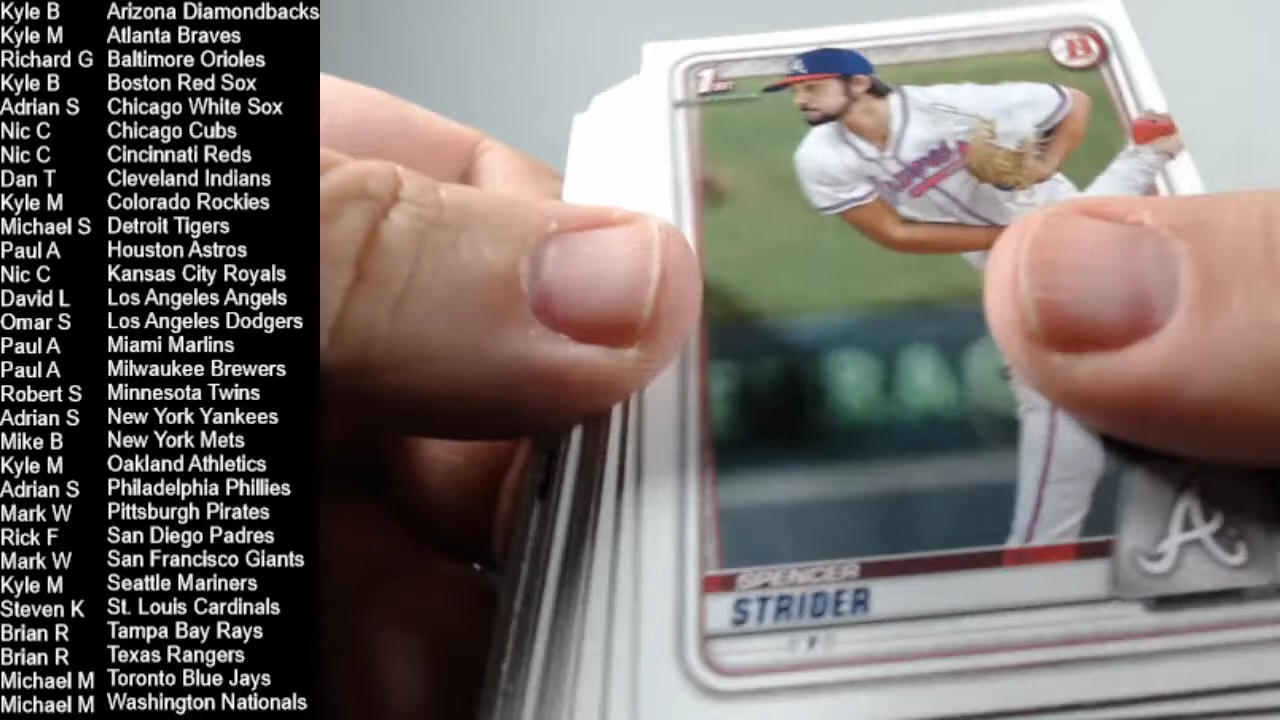 Kyle B Arizona Diamondbacks
Kyle M Atlanta Braves
Richard G Baltimore Orioles
Kyle B Boston Red Sox
Adrian S Chicago White Sox
Nic C Chicago Cubs
Nic C Cincinnati Reds
Dan T Cleveland Indians
Kyle M Colorado Rockies
Michael S Detroit Tigers
Paul A Houston Astros
Nic C Kansas City Royals
David L Los Angeles Angels
Omar S Los Angeles Dodgers
Paul A Miami Marlins
Paul A Milwaukee Brewers
Robert S Minnesota Twins
Adrian S New York Yankees
Mike B New York Mets
Kyle M Oakland Athletics
Adrian S Philadelphia Phillies
Mark W Pittsburgh Pirates
Rick F San Diego Padres
Mark W San Francisco Giants
Kyle M Seattle Mariners
Steven K St. Louis Cardinals
Brian R Tampa Bay Rays
Brian R Texas Rangers
Michael M Toronto Blue Jays
Michael M Washington Nationals
1st
B
A
SPENCER
STRIDER
P